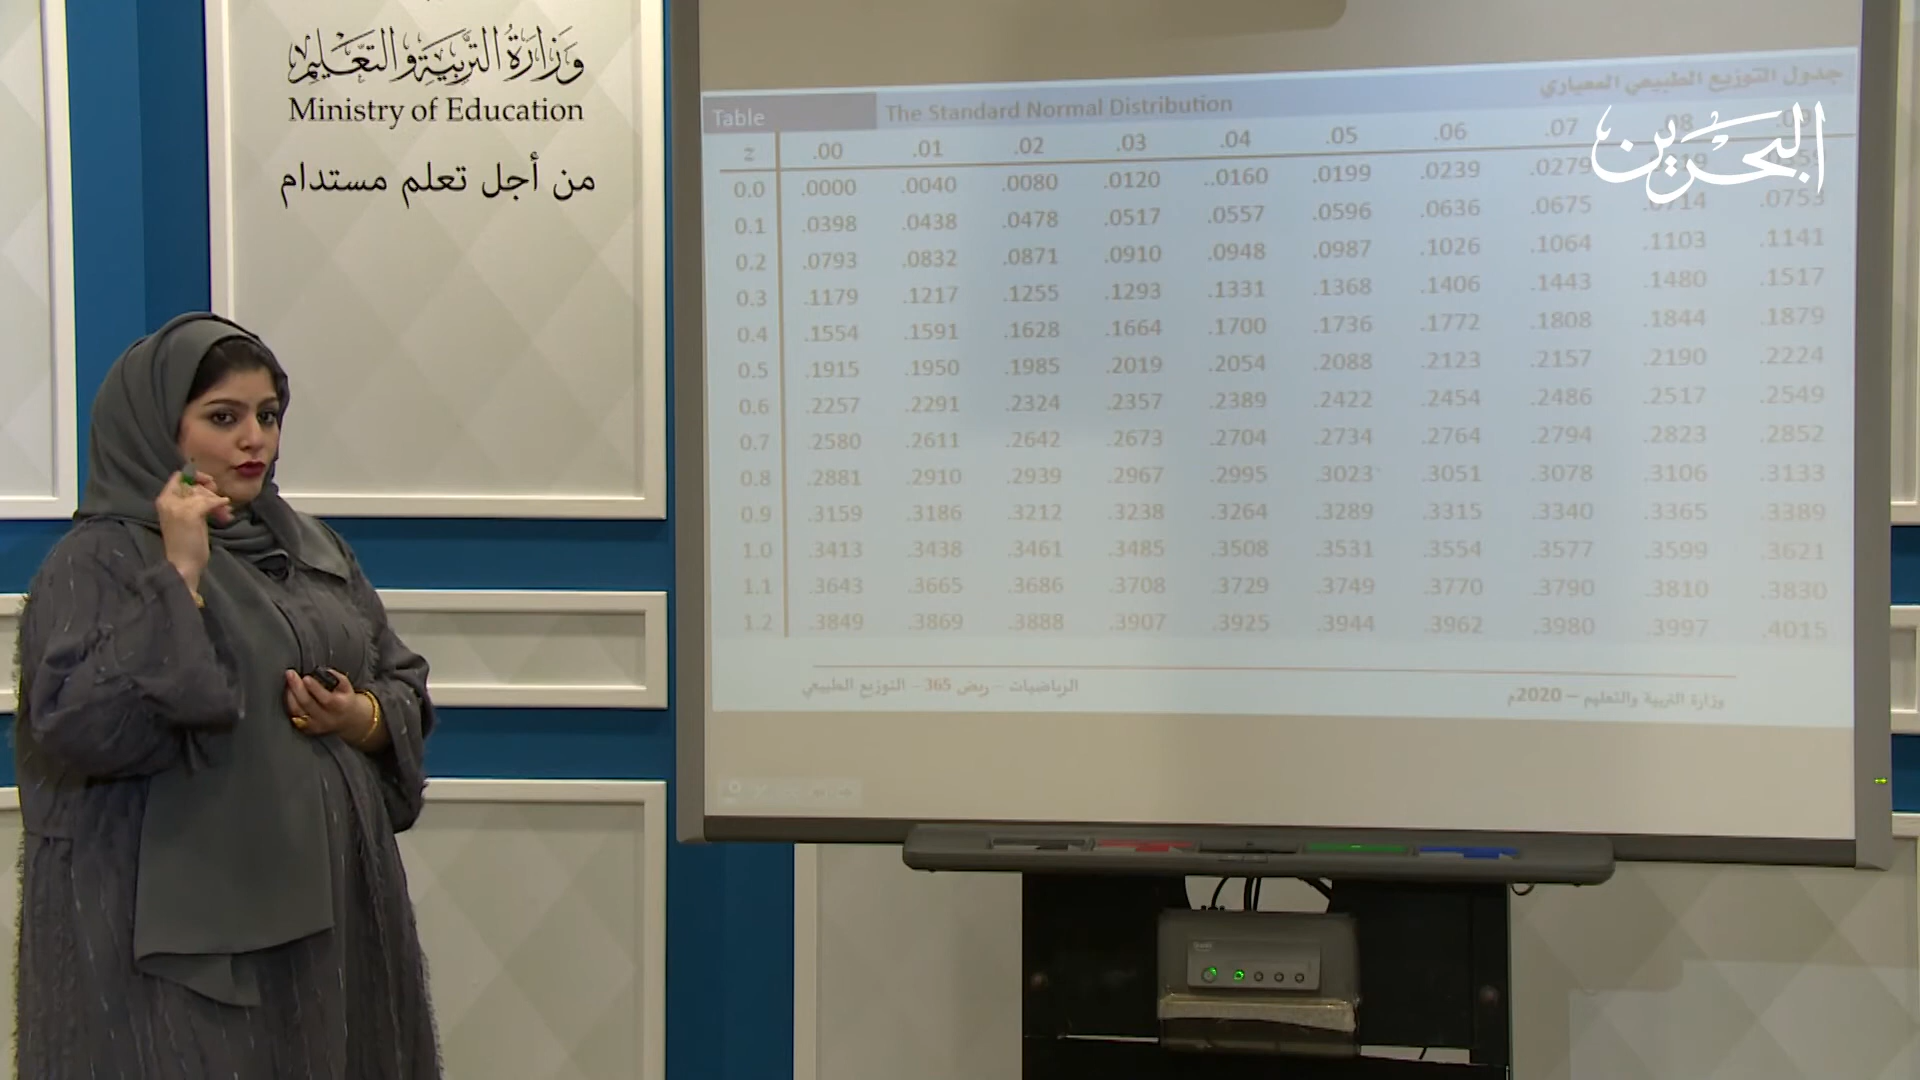 وزارة التربية والتعليم
Ministry of Education
من أجل تعلم مستدام
البحرين
جدول التوزيع الطبيعي المعياري
Table The Standard Normal Distribution
z .00 .01 .02 .03 .04 .05 .06 .07 .08
0.0 .0000 .0040 .0080 .0120 ..0160 .0199 .0239 .0279
0.1 .0398 .0438 .0478 .0517 .0557 .0596 .0636 .0675 .0714 .0753
0.2 .0793 .0832 .0871 .0910 .0948 .0987 .1026 .1064 .1103 .1141
0.3 .1179 .1217 .1255 .1293 .1331 .1368 .1406 .1443 .1480 .1517
0.4 .1554 .1591 .1628 .1664 .1700 .1736 .1772 .1808 .1844 .1879
0.5 .1915 .1950 .1985 .2019 .2054 .2088 .2123 .2157 .2190 .2224
0.6 .2257 .2291 .2324 .2357 .2389 .2422 .2454 .2486 .2517 .2549
0.7 .2580 .2611 .2642 .2673 .2704 .2734 .2764 .2794 .2823 .2852
0.8 .2881 .2910 .2939 .2967 .2995 .3023 .3051 .3078 .3106 .3133
0.9 .3159 .3186 .3212 .3238 .3264 .3289 .3315 .3340 .3365 .3389
1.0 .3413 .3438 .3461 .3485 .3508 .3531 .3554 .3577 .3599 .3621
1.1 .3643 .3665 .3686 .3708 .3729 .3749 .3770 .3790 .3810 .3830
1.2 .3849 .3869 .3888 .3907 .3925 .3944 .3962 .3980 .3997 .4015
وزارة التربية والتعليم – 2020م
الرياضيات – ريض 365 – التوزيع الطبيعي